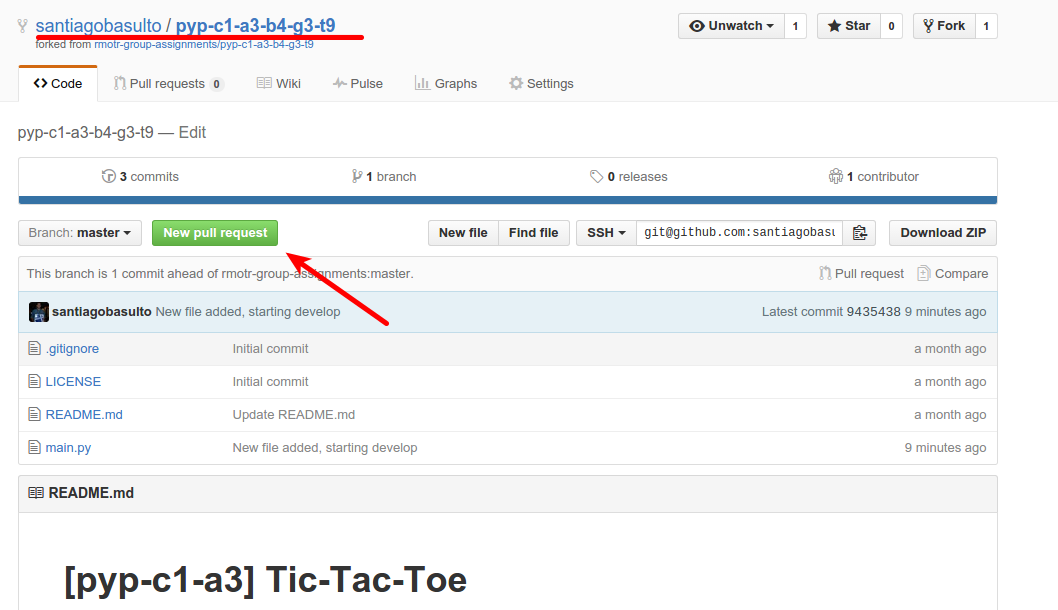 santiagobasulto / pyp-c1-a3-b4-g3-t9 Unwatch 1 Star 0 Fork 1
forked from rmotr-group-assignments/pyp-c1-a3-b4-g3-t9
Code Pull requests 0 Wiki Pulse Graphs Settings
pyp-c1-a3-b4-g3-t9 — Edit
3 commits 1 branch 0 releases 1 contributor
Branch: master New pull request New file Find file SSH git@github.com:santiagobasu Download ZIP
This branch is 1 commit ahead of rmotr-group-assignments:master. Pull request Compare
santiagobasulto New file added, starting develop Latest commit 9435438 9 minutes ago
.gitignore Initial commit a month ago
LICENSE Initial commit a month ago
README.md Update README.md a month ago
main.py New file added, starting develop 9 minutes ago
README.md
[pyp-c1-a3] Tic-Tac-Toe